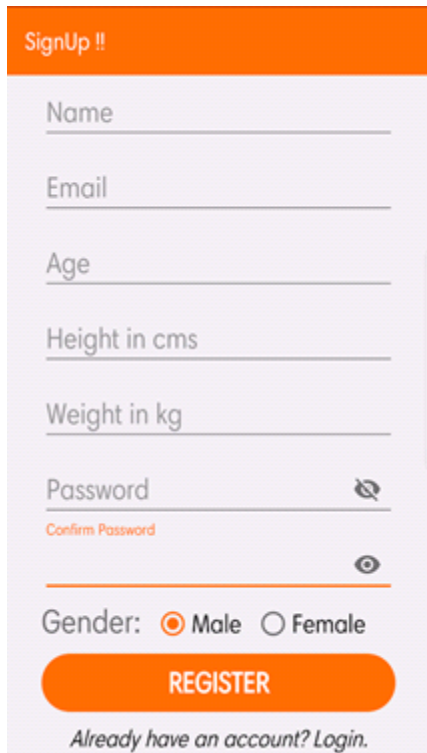 SignUp !!
Name
Email
Age
Height in cms
Weight in kg
Password
Confirm Password
Gender: Male Female
REGISTER
Already have an account? Login.